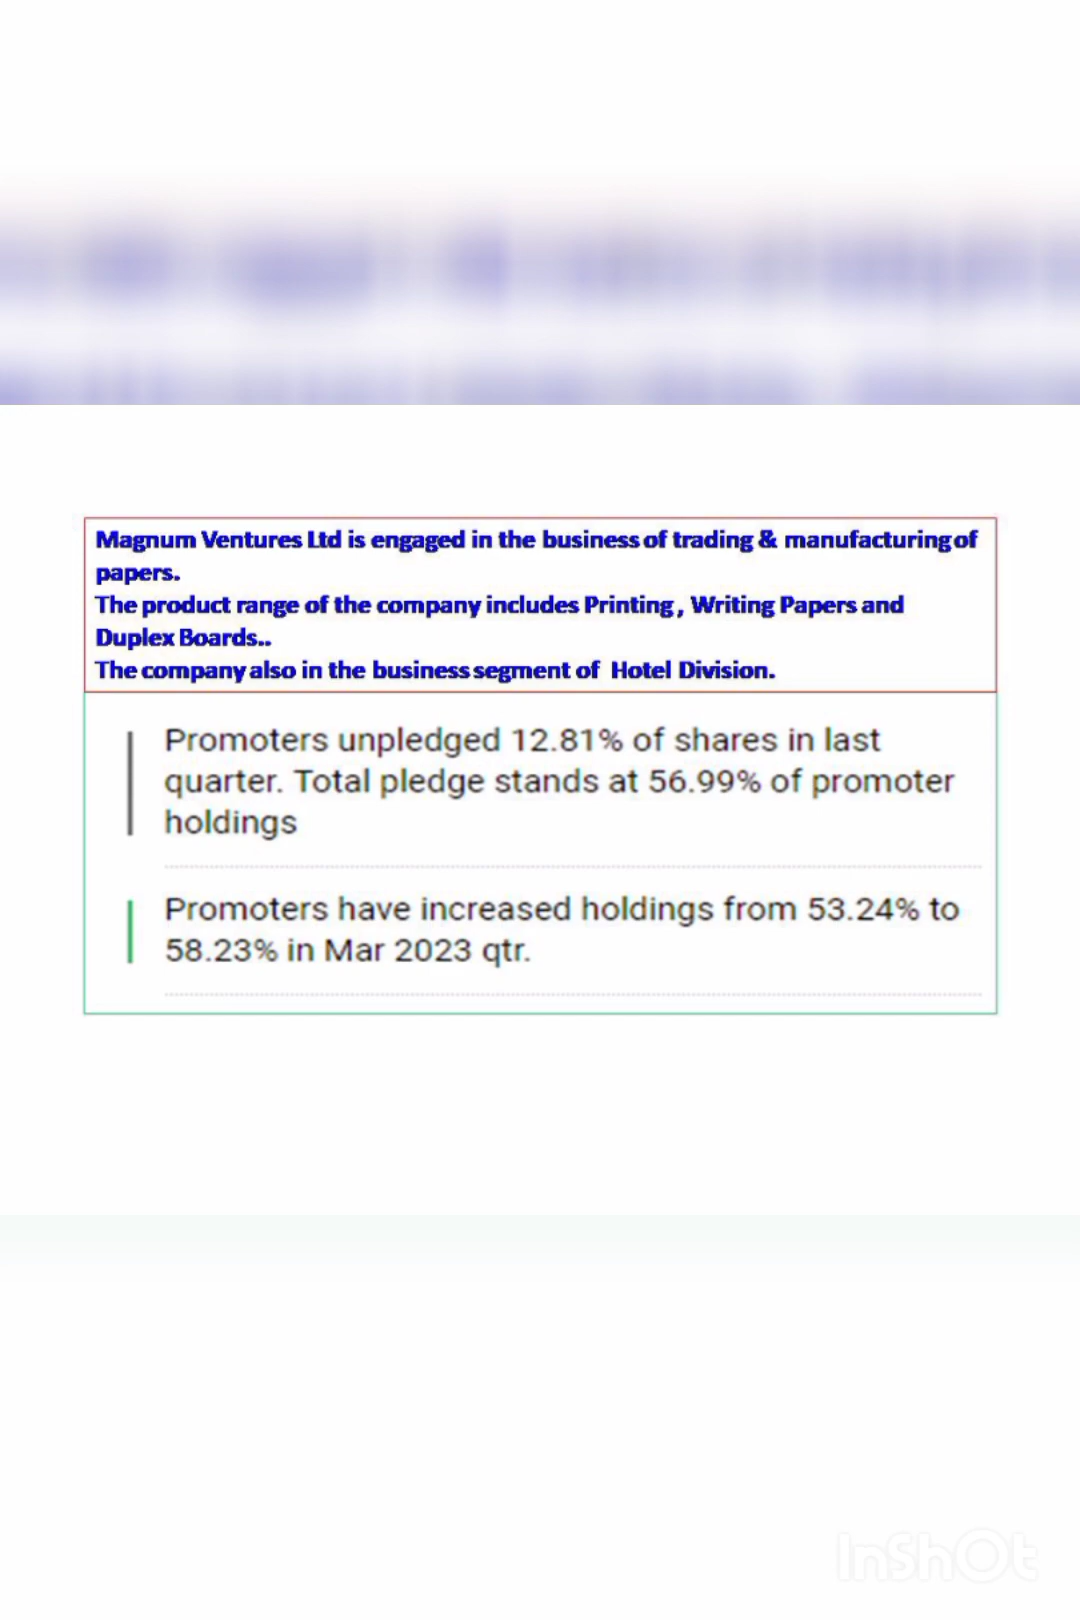 Magnum Ventures Ltd is engaged in the business of trading & manufacturing of
papers.
The product range of the company includes Printing, Writing Papers and
Duplex Boards..
The company also in the business segment of Hotel Division.
Promoters unpledged 12.81% of shares in last
quarter. Total pledge stands at 56.99% of promoter
holdings
Promoters have increased holdings from 53.24% to
58.23% in Mar 2023 qtr.
InShOt